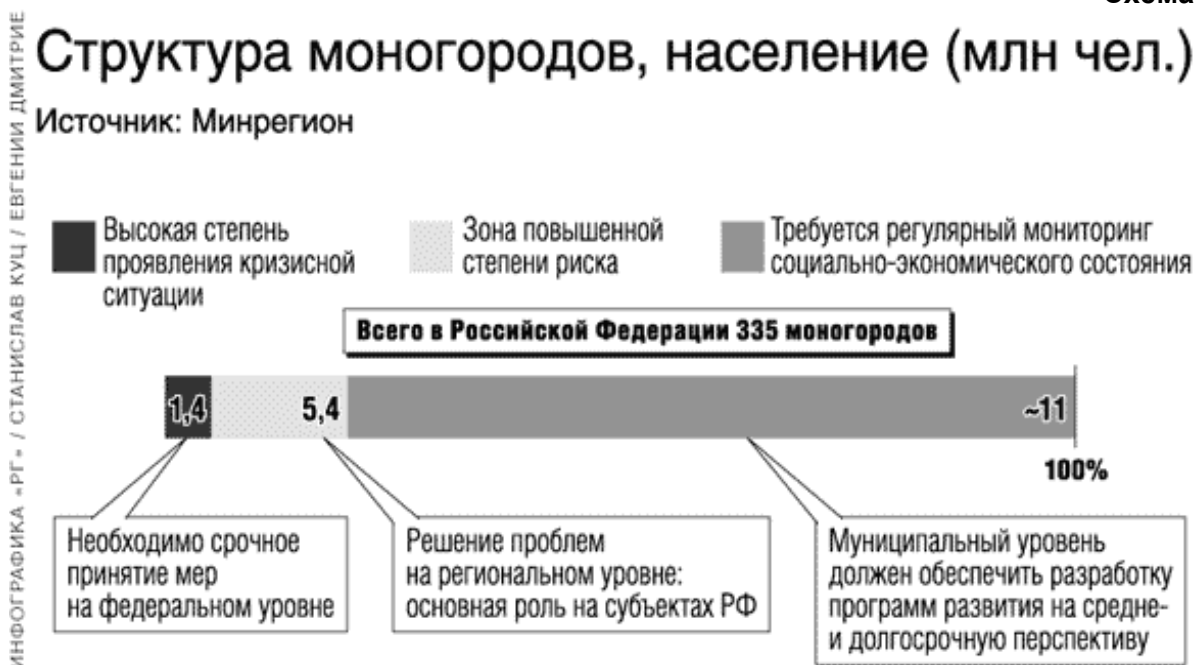 Структура моногородов, население (млн чел.)
Источник: Минрегион
Высокая степень
проявления кризисной
ситуации
Зона повышенной
степени риска
Требуется регулярный мониторинг
социально-экономического состояния
Всего в Российской Федерации 335 моногородов
1,4
5,4
~11
100%
Необходимо срочное
принятие мер
на федеральном уровне
Решение проблем
на региональном уровне:
основная роль на субъектах РФ
Муниципальный уровень
должен обеспечить разработку
программ развития на средне-
и долгосрочную перспективу
ИНФОГРАФИКА «РГ» / СТАНИСЛАВ КУЦ / ЕВГЕНИИ ДМИТРИЕ